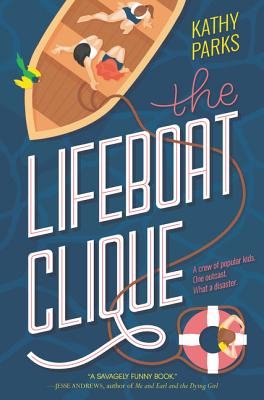 KATHY
PARKS
the
LIFEBOAT
CLIQUE
A crew of popular kids.
One outcast.
What a disaster.
"A SAVAGELY FUNNY BOOK."
—JESSE ANDREWS, author of Me and Earl and the Dying Girl